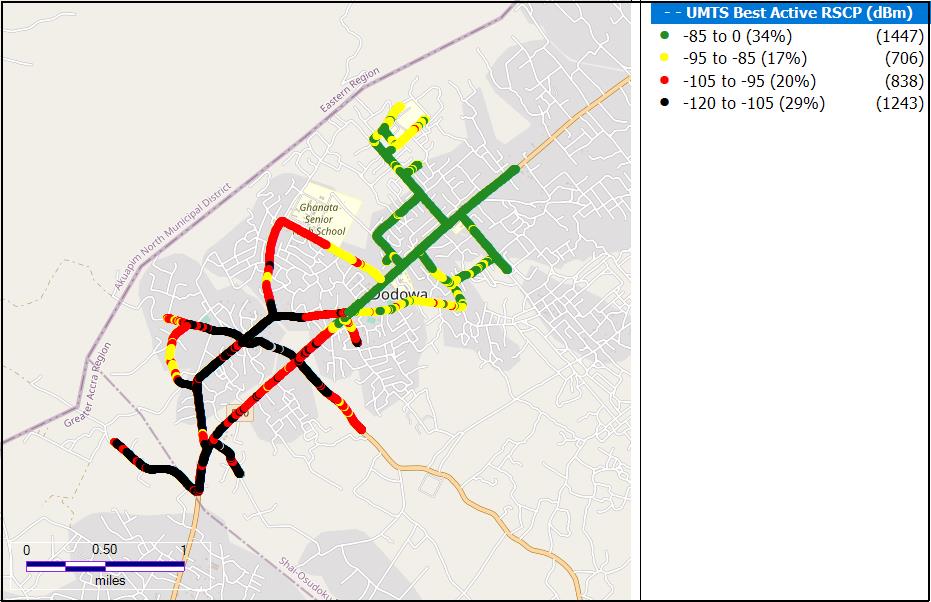 - - UMTS Best Active RSCP (dBm)
-85 to 0 (34%) (1447)
-95 to -85 (17%) (706)
-105 to -95 (20%) (838)
-120 to -105 (29%) (1243)
Eastern Region
Akuapim North Municipal District
Ghanata
Senior
h School
Dodowa
Greater Accra Region
Shai-Osudoku
0 0.50 1
miles